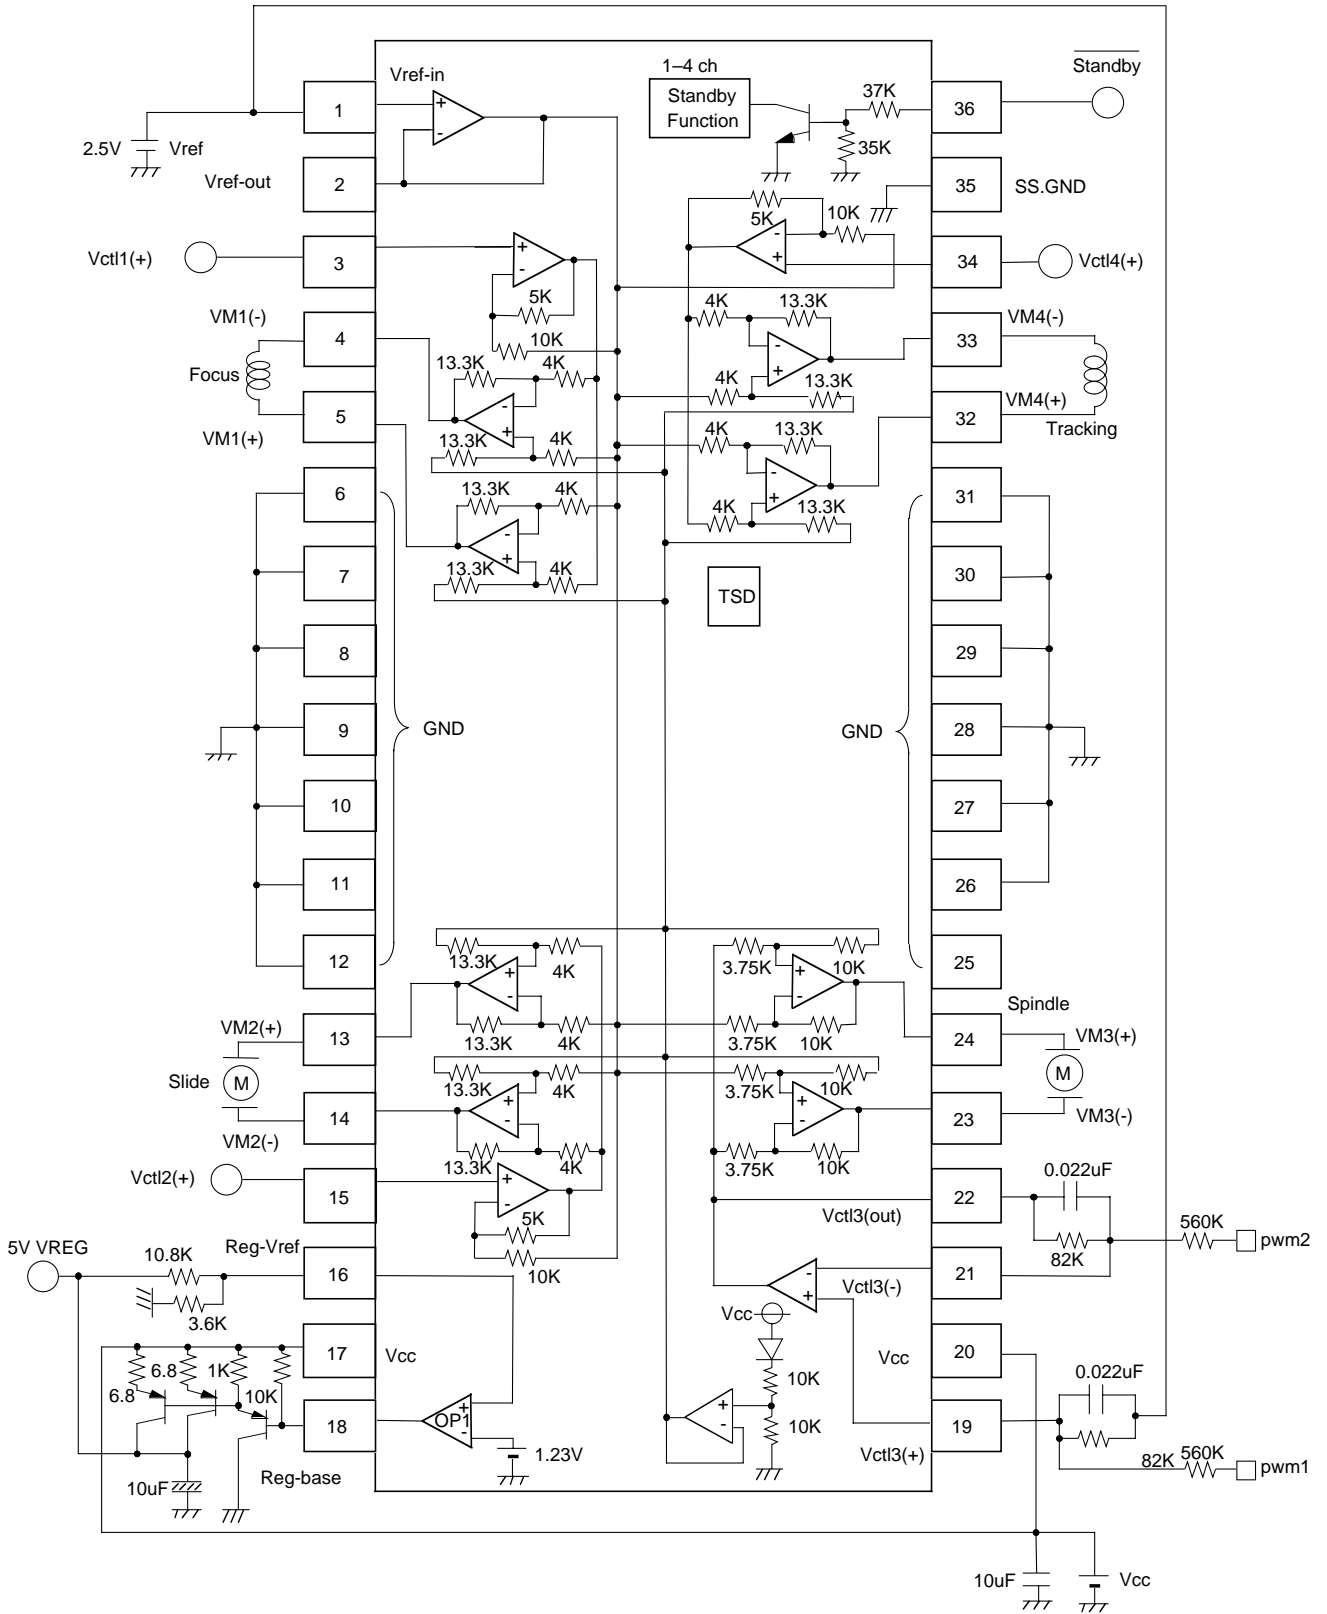 Vref-in
1–4 ch
Standby
Standby
Function
37K
35K
1
36
2.5V
Vref
+
-
Vref-out
2
35
SS.GND
5K
10K
Vctl1(+)
3
+
-
-
+
34
Vctl4(+)
5K
10K
VM1(-)
4
4K
13.3K
33
VM4(-)
Focus
13.3K
4K
-
+
-
+
4K
13.3K
VM1(+)
5
13.3K
4K
4K
13.3K
32
VM4(+)
Tracking
6
13.3K
4K
-
+
-
+
4K
13.3K
31
13.3K
4K
7
TSD
30
8
29
9
GND
GND
28
10
27
11
26
12
25
13.3K
4K
+
-
3.75K
10K
+
-
Spindle
VM2(+)
13
13.3K
4K
3.75K
10K
24
VM3(+)
Slide
M
M
13.3K
4K
+
-
3.75K
10K
+
-
VM2(-)
14
13.3K
4K
3.75K
10K
23
VM3(-)
Vctl2(+)
15
+
-
5K
10K
Vctl3(out)
22
0.022uF
82K
560K
pwm2
5V VREG
10.8K
Reg-Vref
16
3.6K
-
+
Vctl3(-)
21
Vcc
17
Vcc
Vcc
20
6.8
6.8
1K
10K
10K
10K
0.022uF
18
+
OP1
-
1.23V
+
-
19
Vctl3(+)
82K
560K
pwm1
10uF
Reg-base
10uF
Vcc